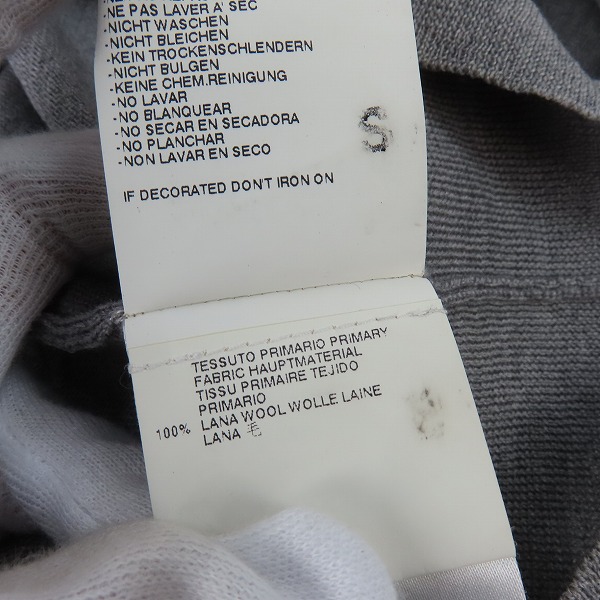 -NE PAS LAVER A' SEC
-NICHT WASCHEN
-NICHT BLEICHEN
-KEIN TROCKENSCHLENDERN
-NICHT BULGEN
-KEINE CHEM.REINIGUNG
-NO LAVAR
-NO BLANQUEAR
-NO SECAR EN SECADORA
-NO PLANCHAR
-NON LAVAR EN SECO
S
IF DECORATED DON'T IRON ON
TESSUTO PRIMARIO PRIMARY
FABRIC HAUPTMATERIAL
TISSU PRIMAIRE TEJIDO
PRIMARIO
100% LANA WOOL WOLLE LAINE
LANA 毛